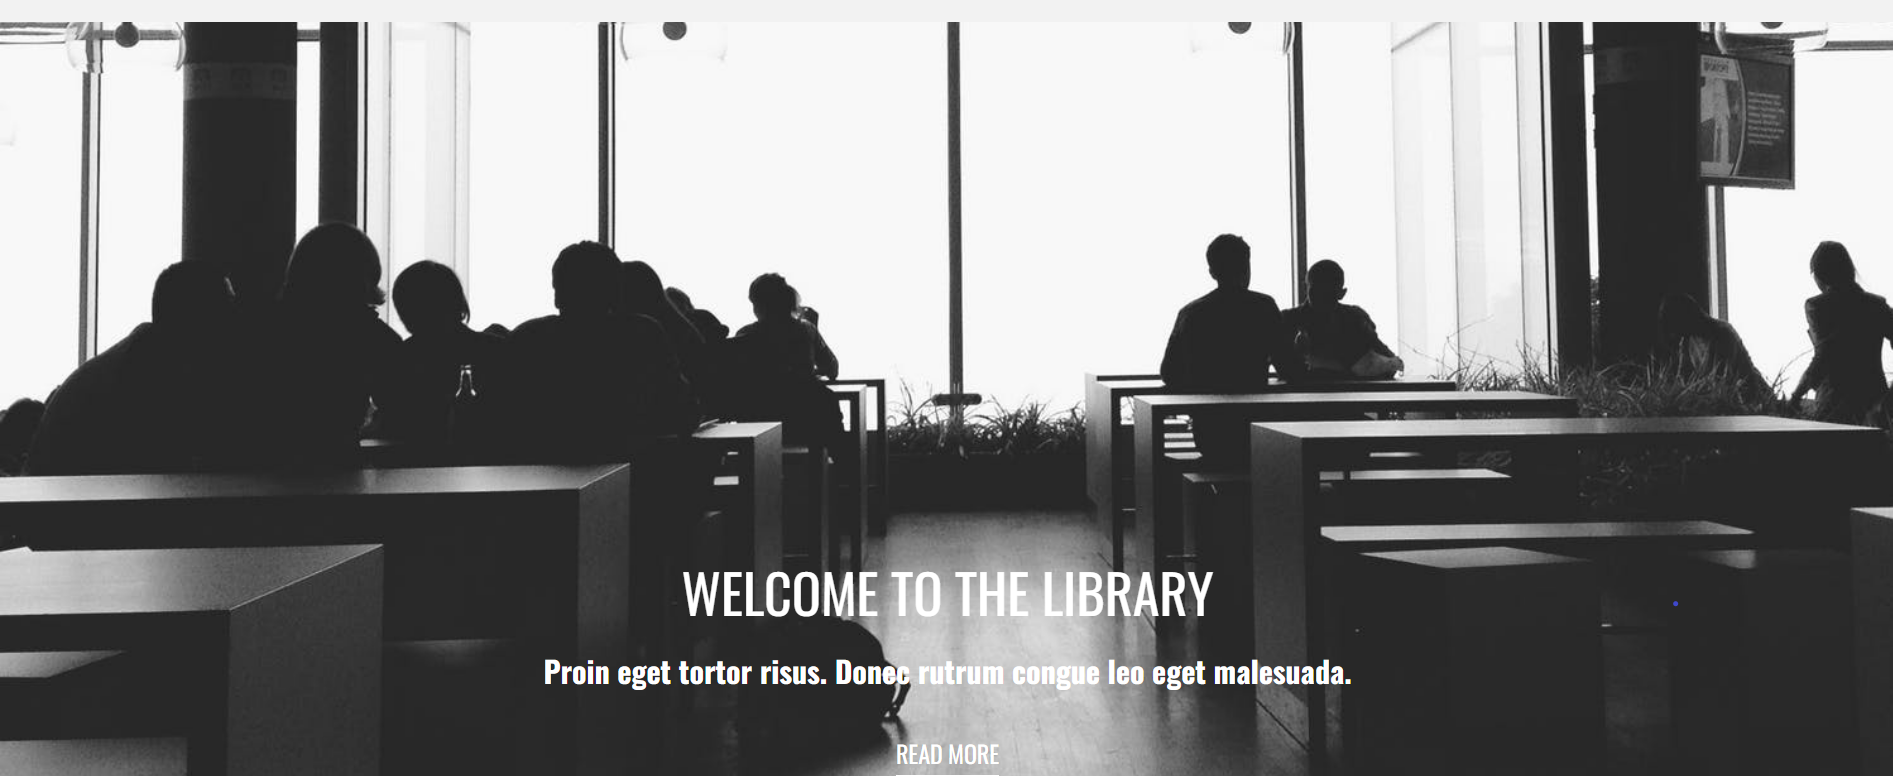 WELCOME TO THE LIBRARY
Proin eget tortor risus. Donec rutrum congue leo eget malesuada.
READ MORE